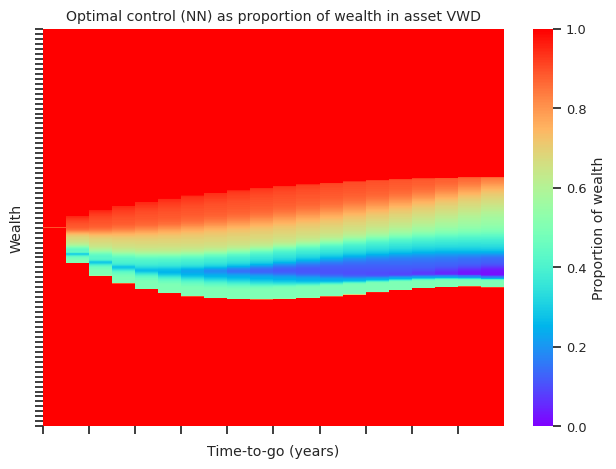 Optimal control (NN) as proportion of wealth in asset VWD
Wealth
Time-to-go (years)
1.0
0.8
0.6
0.4
0.2
0.0
Proportion of wealth